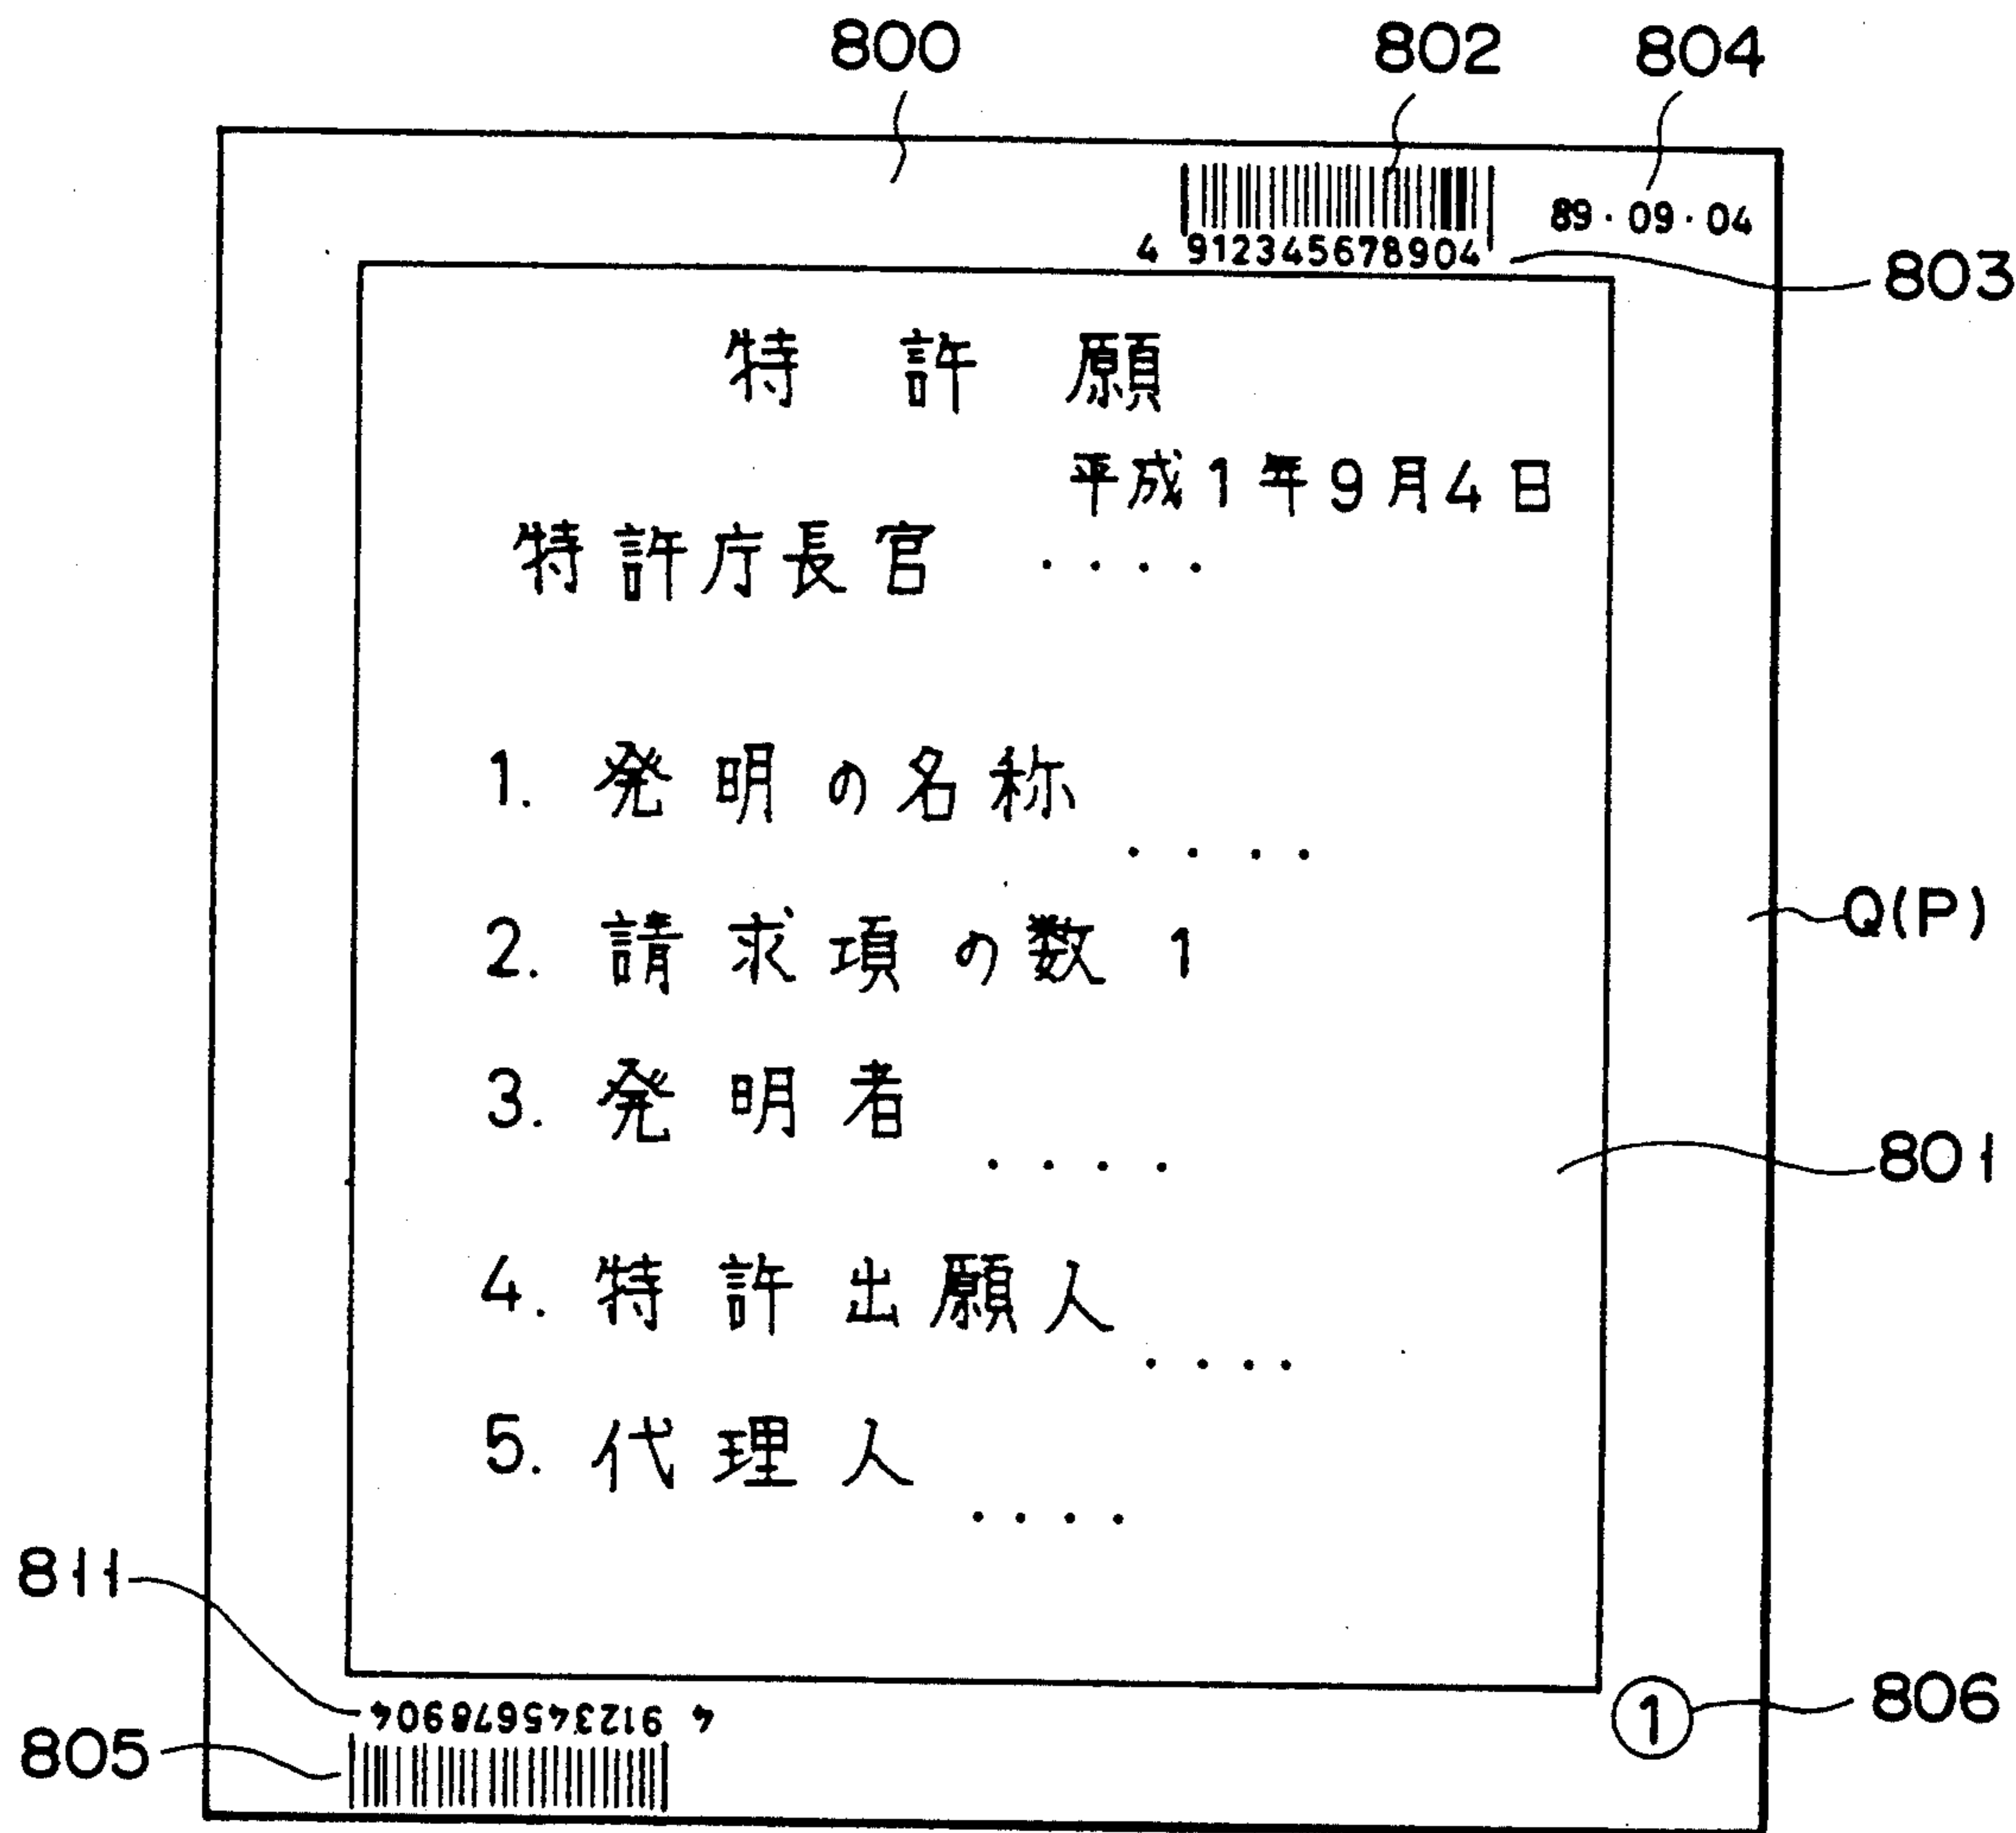 800 802 804
89·09·04
4 912345678904
803
特許願
平成1年9月4日
特許庁長官 ····
1. 発明の名称 ····
Q(P)
2. 請求項の数 1
3. 発明者 ····
801
4. 特許出願人 ····
5. 代理人 ····
811
4 912345678904
806
①
805